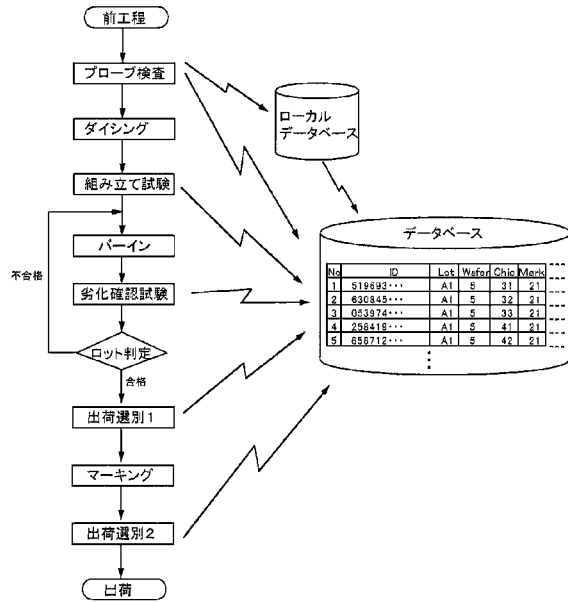 前工程
プローブ検査
ローカル
データベース
ダイシング
組み立て試験
データベース
バーイン
不合格
劣化確認試験
No ID Lot Wafer Chip Mark
1 519693··· A1 5 31 21
2 630845··· A1 5 32 21
3 053974··· A1 5 33 21
4 258419··· A1 5 41 21
5 658712··· A1 5 42 21
ロット判定
合格
出荷選別1
マーキング
出荷選別2
出荷